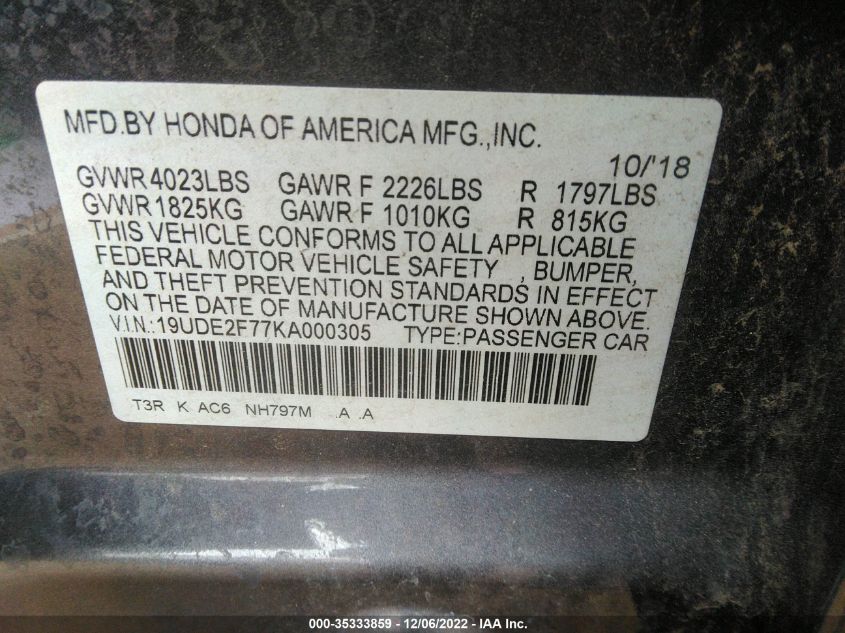 MFD.BY HONDA OF AMERICA MFG.,INC.
10/'18
GVWR 4023LBS GAWR F 2226LBS R 1797LBS
GVWR 1825KG GAWR F 1010KG R 815KG
THIS VEHICLE CONFORMS TO ALL APPLICABLE
FEDERAL MOTOR VEHICLE SAFETY , BUMPER,
AND THEFT PREVENTION STANDARDS IN EFFECT
ON THE DATE OF MANUFACTURE SHOWN ABOVE.
V.I.N.:19UDE2F77KA000305 TYPE:PASSENGER CAR
T3R K AC6 NH797M .A .A
000-35333859 - 12/06/2022 - IAA Inc.